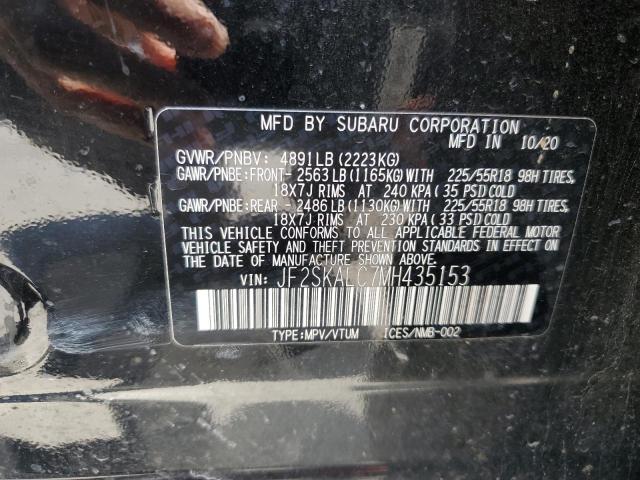 MFD BY SUBARU CORPORATION
MFD IN 10/20
GVWR/PNBV: 4891LB(2223KG)
GAWR/PNBE:FRONT- 2563LB(1165KG)WITH 225/55R18 98H TIRES,
18X7J RIMS AT 240 KPA(35 PSI)COLD
GAWR/PNBE:REAR - 2486LB(1130KG)WITH 225/55R18 98H TIRES,
18X7J RIMS AT 230 KPA(33 PSI)COLD
THIS VEHICLE CONFORMS TO ALL APPLICABLE FEDERAL MOTOR
VEHICLE SAFETY AND THEFT PREVENTION STANDARDS IN EFFECT
ON THE DATE OF MANUFACTURE SHOWN ABOVE.
VIN: JF2SKALC7MH435153
TYPE:MPV/VTUM ICES/NMB-002